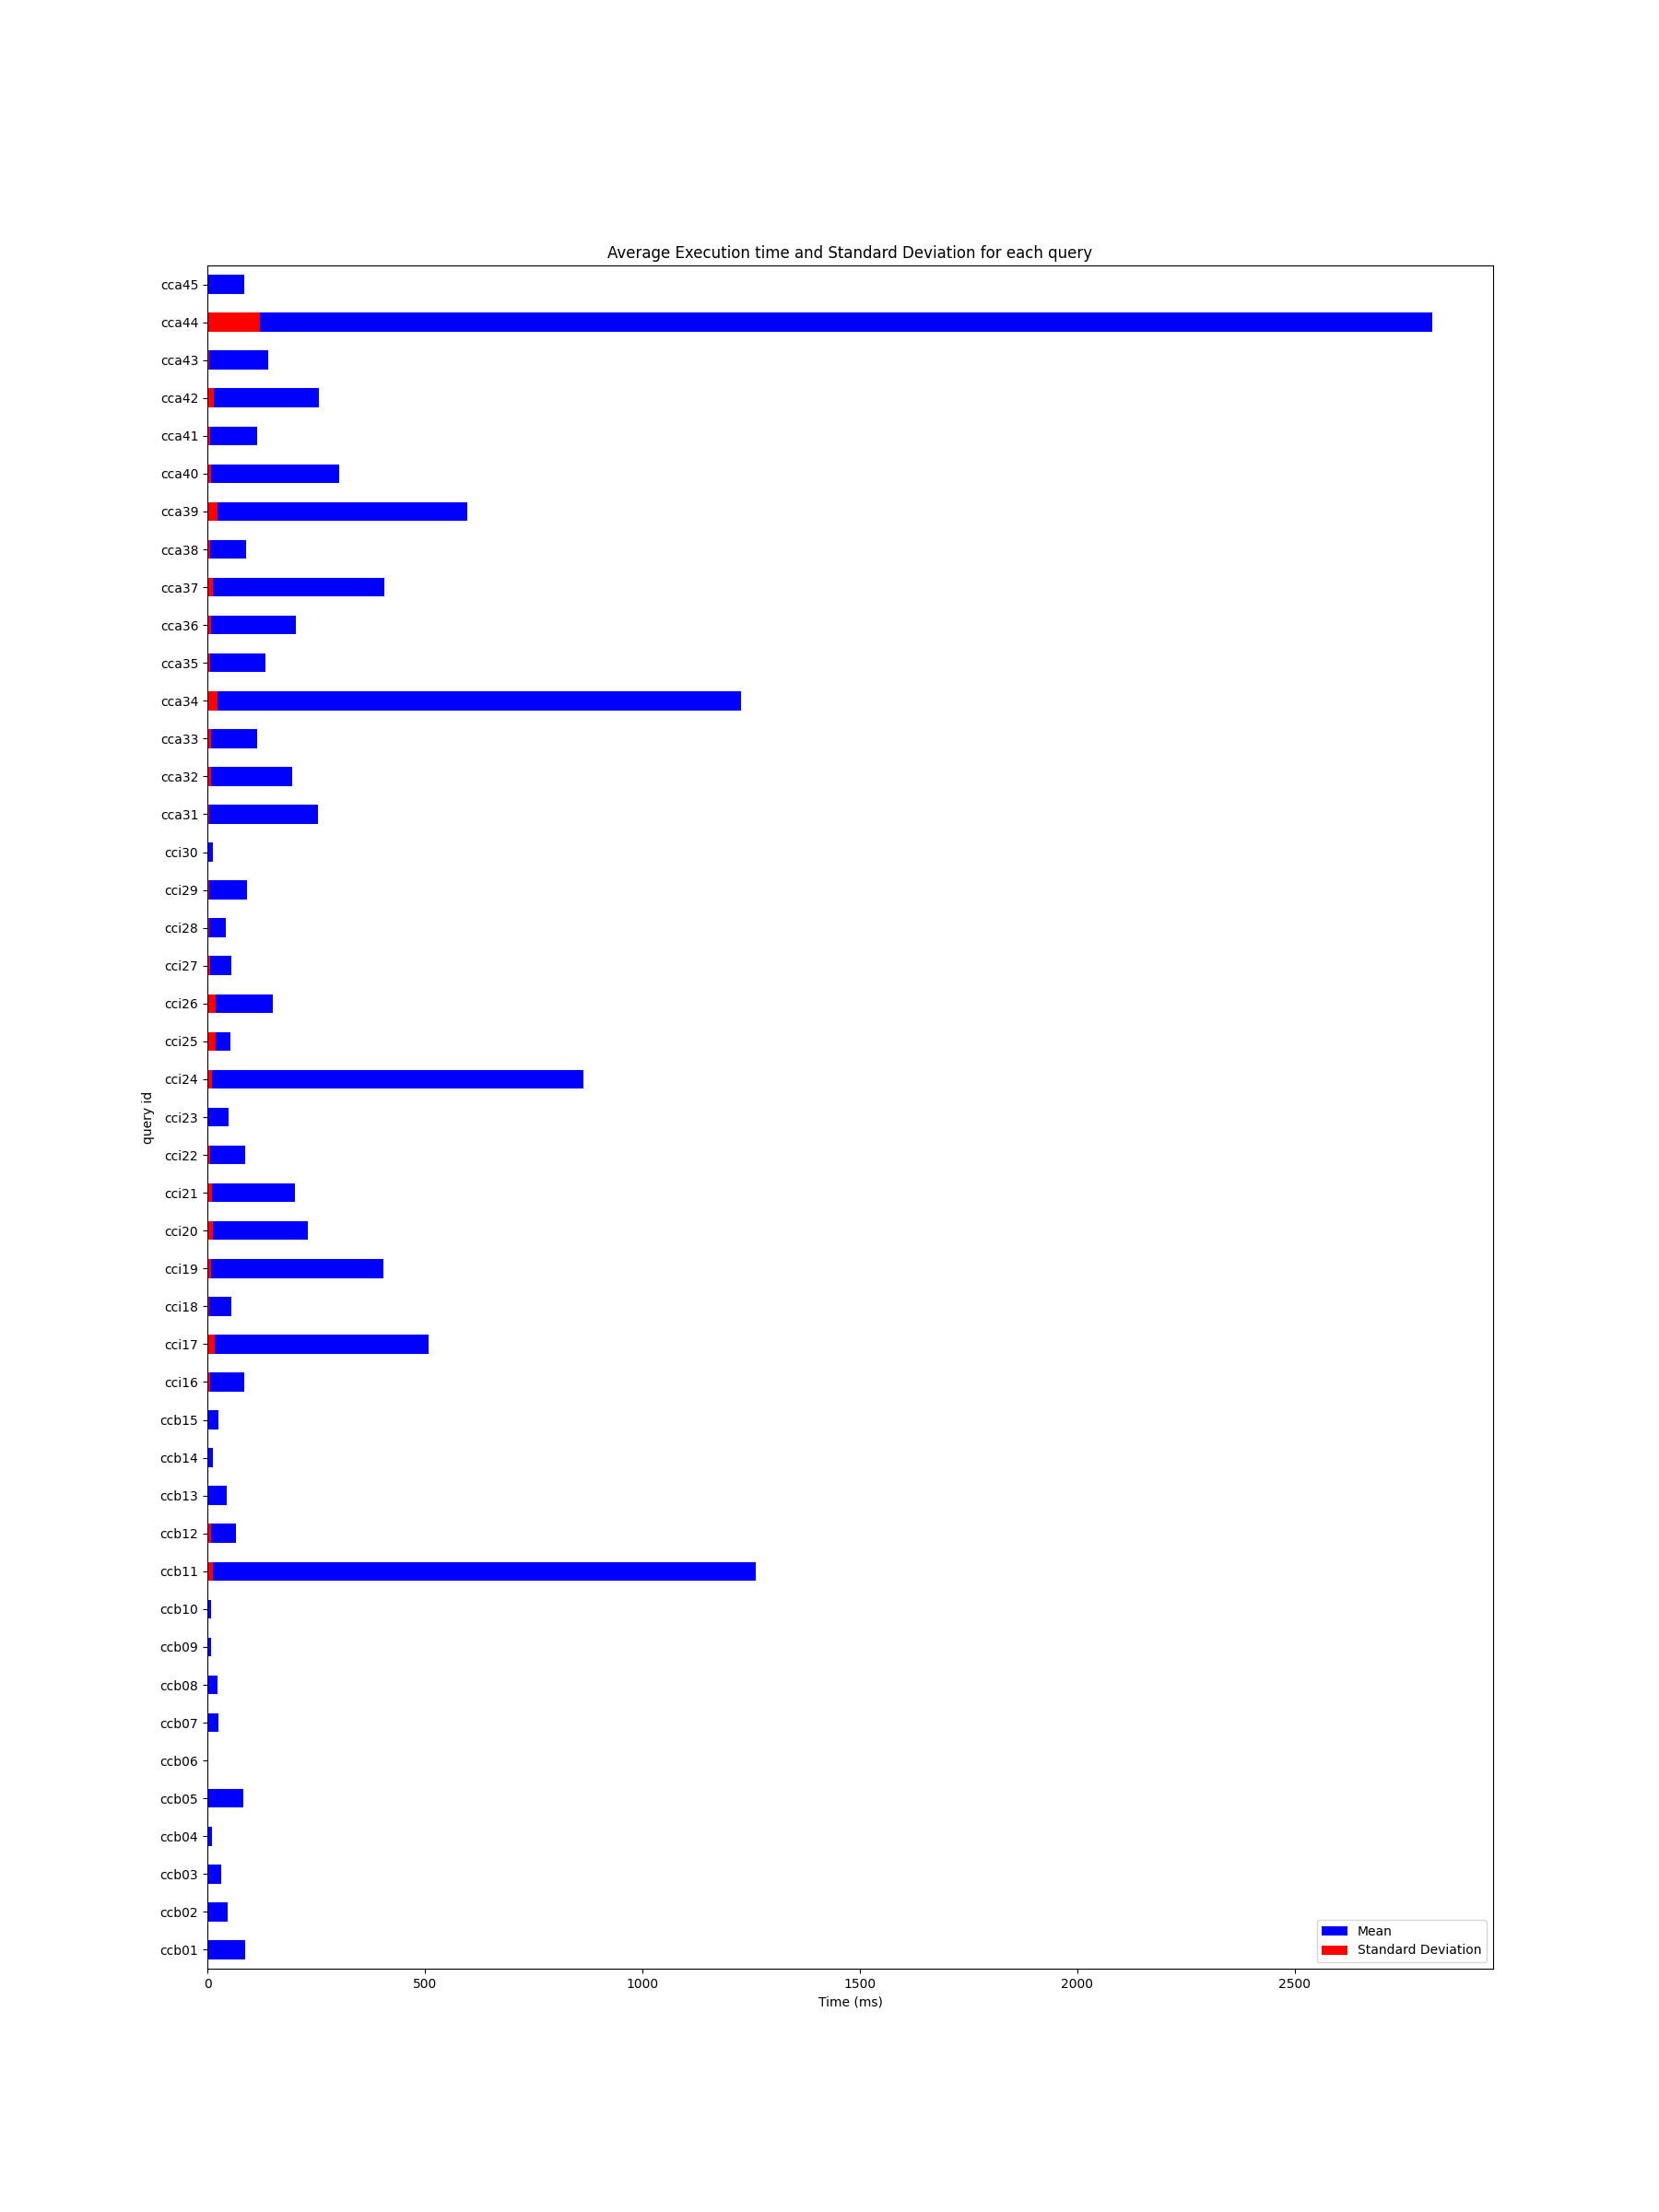 Average Execution time and Standard Deviation for each query
cca45
cca44
cca43
cca42
cca41
cca40
cca39
cca38
cca37
cca36
cca35
cca34
cca33
cca32
cca31
cci30
cci29
cci28
cci27
cci26
cci25
cci24
cci23
cci22
cci21
cci20
cci19
cci18
cci17
cci16
ccb15
ccb14
ccb13
ccb12
ccb11
ccb10
ccb09
ccb08
ccb07
ccb06
ccb05
ccb04
ccb03
ccb02
ccb01
query id
Mean
Standard Deviation
0 500 1000 1500 2000 2500
Time (ms)